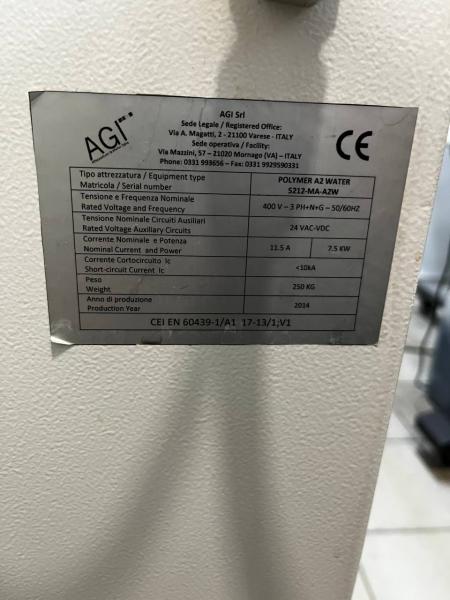 AGI
AGI Srl
Sede Legale / Registered Office:
Via A. Magatti, 2 - 21100 Varese - ITALY
Sede operativa / Facility:
Via Mazzini, 57 – 21020 Mornago (VA) – ITALY
Phone: 0331 993656 – Fax: 0331 9929590331
CE
Tipo attrezzatura / Equipment type POLYMER A2 WATER
Matricola / Serial number S212-MA-A2W
Tensione e Frequenza Nominale
Rated Voltage and Frequency 400 V – 3 PH+N+G – 50/60HZ
Tensione Nominale Circuiti Ausiliari
Rated Voltage Auxiliary Circuits 24 VAC-VDC
Corrente Nominale e Potenza
Nominal Current and Power 11.5 A 7.5 KW
Corrente Cortocircuito Ic
Short-circuit Current Ic <10kA
Peso
Weight 250 KG
Anno di produzione
Production Year 2014
CEI EN 60439-1/A1 17-13/1;V1